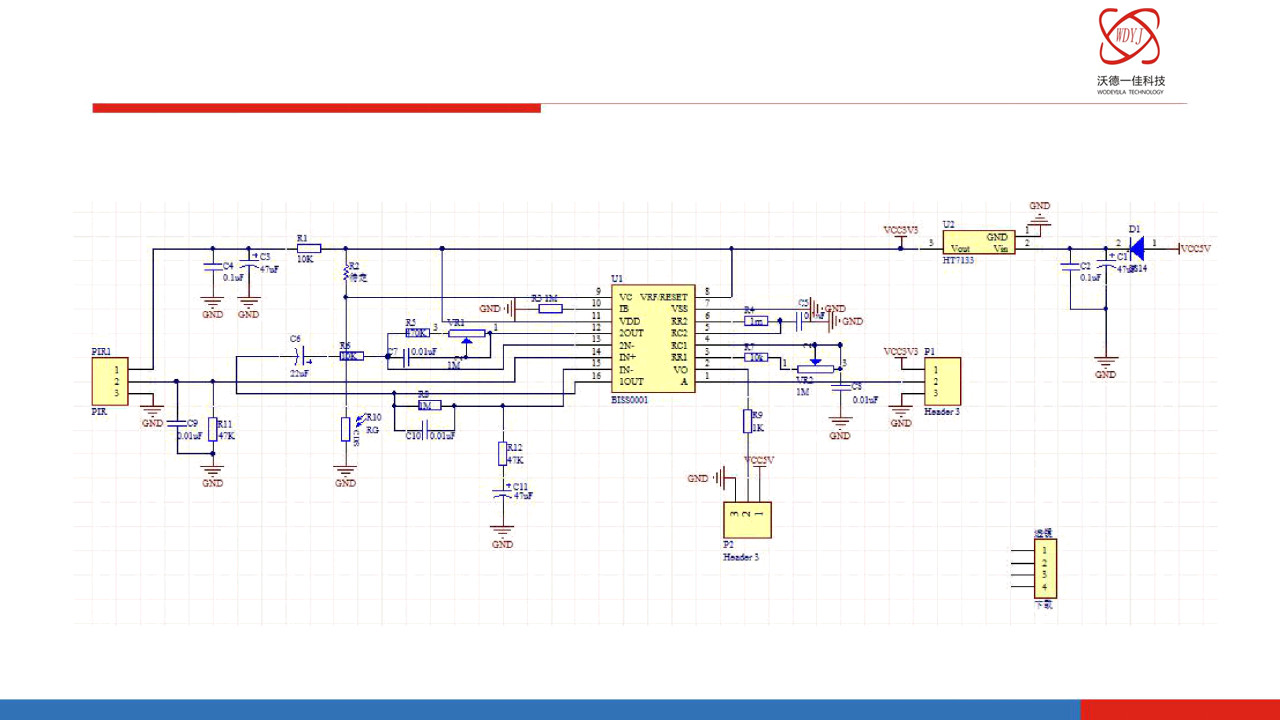 WDYJ
沃德一佳科技
WODEYIJIA TECHNOLOGY
GND
VCC3V3
U2
GND 1
3 Vout Vin 2
HT7133
D1
2 1
VCC5V
C2
0.1uF
C1
GND
R1
10K
C4
0.1uF
C3
47uF
GND GND
R2
U1
9 VC VRF/RESET 8
10 IB VSS 7
11 VDD RR2 6
12 2OUT RC2 5
13 2N- RC1 4
14 IN+ RR1 3
15 IN- VO 2
16 1OUT A 1
BISS0001
GND
R3 1M
R4
1m
C5
GND
GND
R5
470K
3 VR1 1
1M
C7
0.01uF
C6
22uF
R6
10K
R7
10k
1 3
VR2
1M
C8
0.01uF
GND
PIR1
1
2
3
PIR
GND
C9
0.01uF
R11
47K
GND
R10
RG
CDS
GND
R8
1M
C10 0.01uF
R12
47K
C11
47uF
GND
R9
1K
GND
VCC5V
3 2 1
P2
Header 3
VCC3V3
P1
1
2
3
Header 3
GND
1
2
3
4
下载